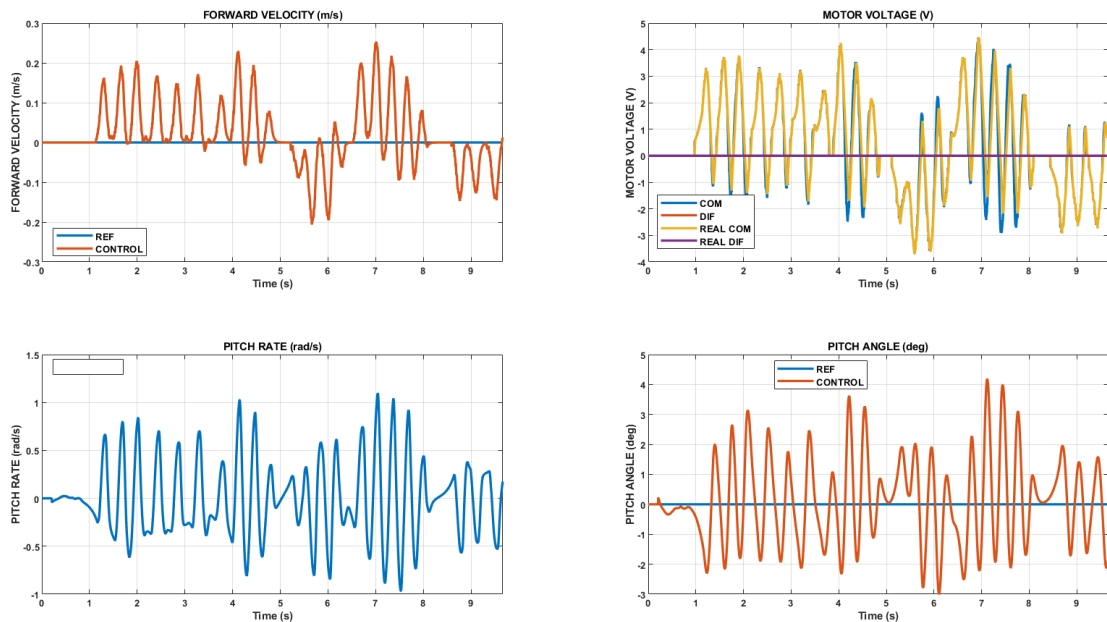 FORWARD VELOCITY (m/s)
FORWARD VELOCITY (m/s)
0.3
0.2
0.1
0
-0.1
-0.2
-0.3
REF
CONTROL
0 1 2 3 4 5 6 7 8 9
Time (s)
MOTOR VOLTAGE (V)
MOTOR VOLTAGE (V)
5
4
3
2
1
0
-1
-2
-3
-4
COM
DIF
REAL COM
REAL DIF
0 1 2 3 4 5 6 7 8 9
Time (s)
PITCH RATE (rad/s)
PITCH RATE (rad/s)
1.5
1
0.5
0
-0.5
-1
0 1 2 3 4 5 6 7 8 9
Time (s)
PITCH ANGLE (deg)
PITCH ANGLE (deg)
5
4
3
2
1
0
-1
-2
-3
REF
CONTROL
0 1 2 3 4 5 6 7 8 9
Time (s)